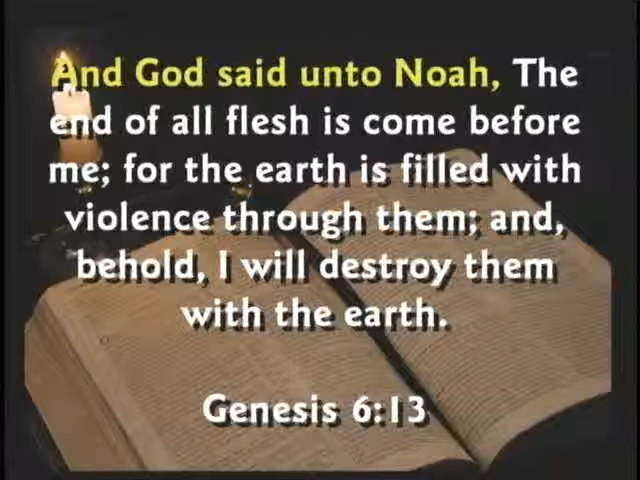 And God said unto Noah, The
end of all flesh is come before
me; for the earth is filled with
violence through them; and,
behold, I will destroy them
with the earth.
Genesis 6:13